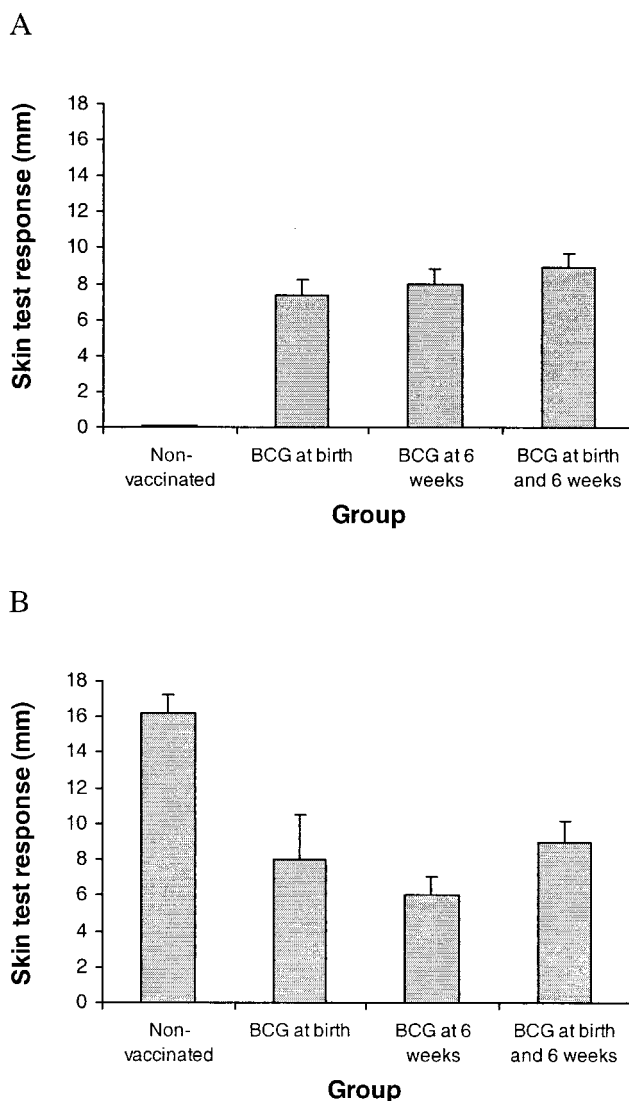 A
Skin test response (mm)
18
16
14
12
10
8
6
4
2
0
Non-
vaccinated
BCG at birth
BCG at 6
weeks
BCG at birth
and 6 weeks
Group
B
Skin test response (mm)
18
16
14
12
10
8
6
4
2
0
Non-
vaccinated
BCG at birth
BCG at 6
weeks
BCG at birth
and 6 weeks
Group